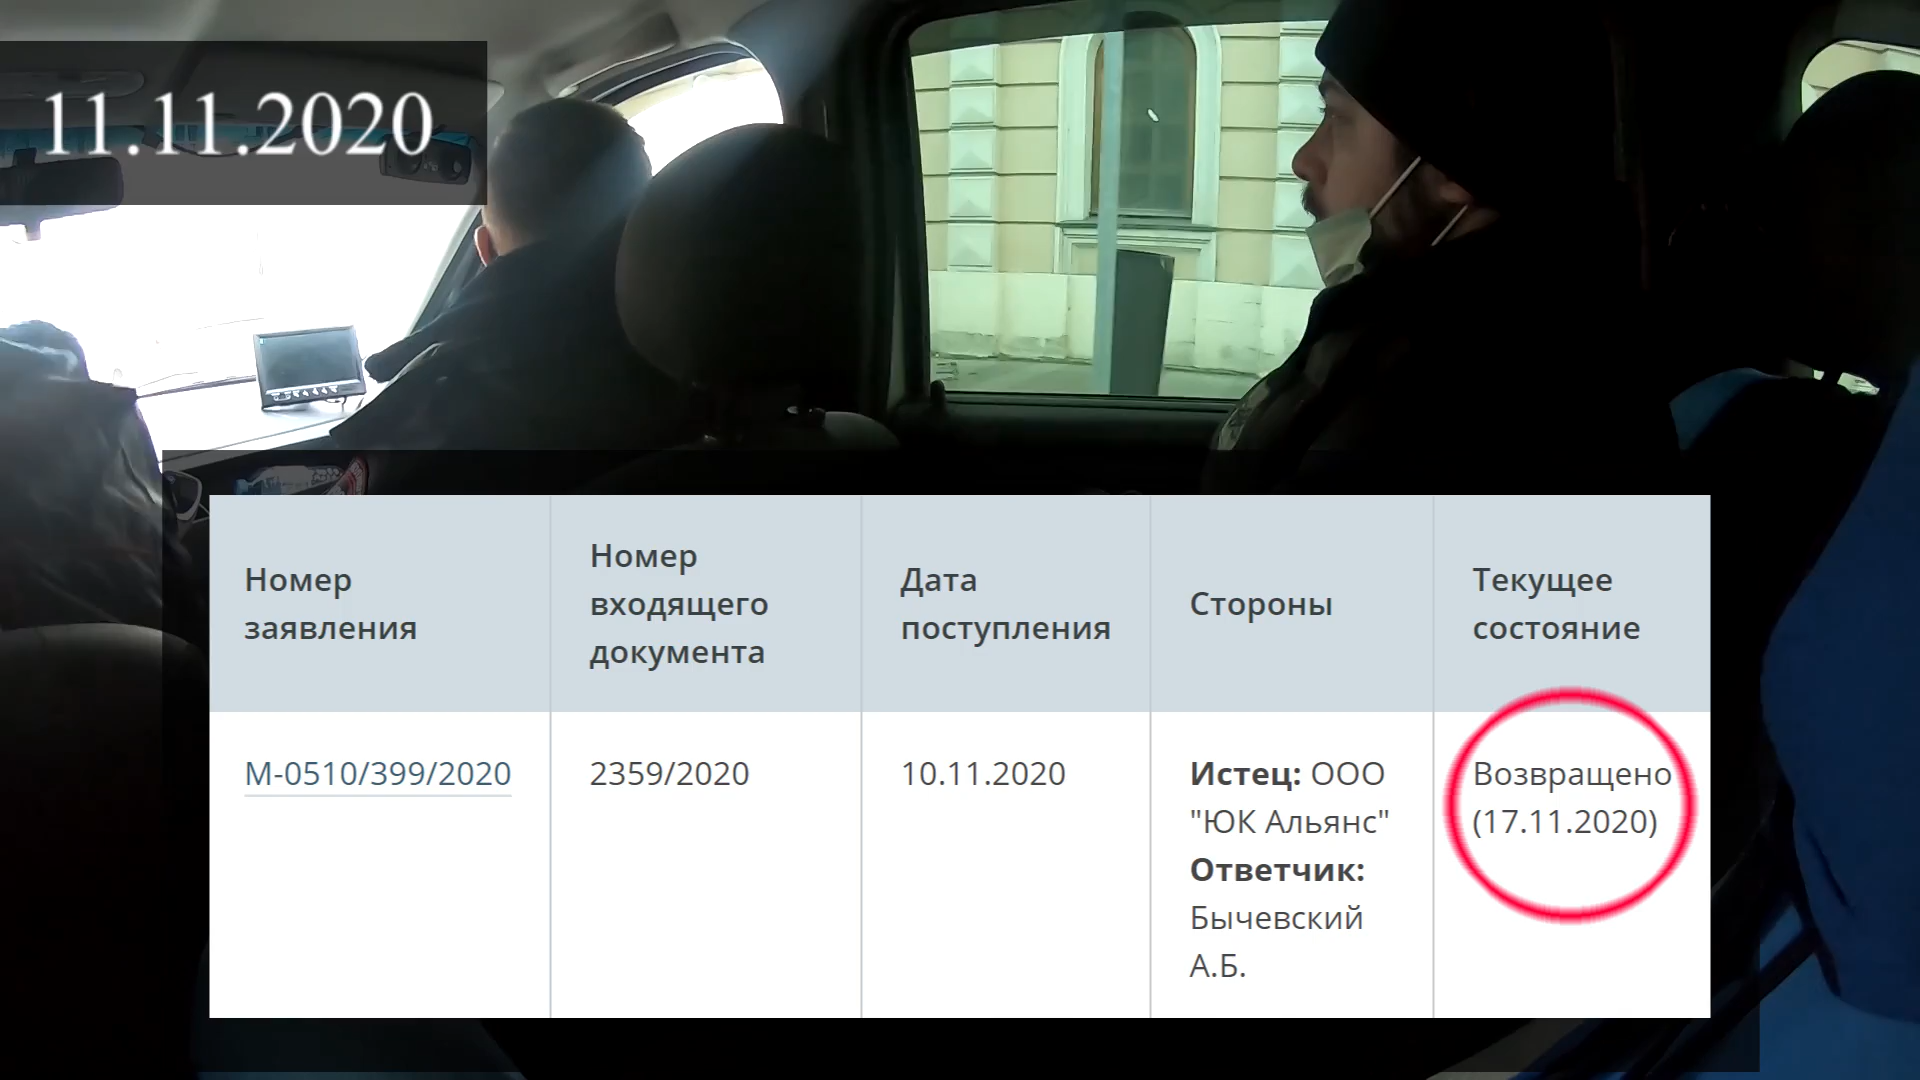 11.11.2020
Номер заявления
Номер входящего документа
Дата поступления
Стороны
Текущее состояние
М-0510/399/2020
2359/2020
10.11.2020
Истец: ООО
"ЮК Альянс"
Ответчик:
Бычевский
А.Б.
Возвращено
(17.11.2020)